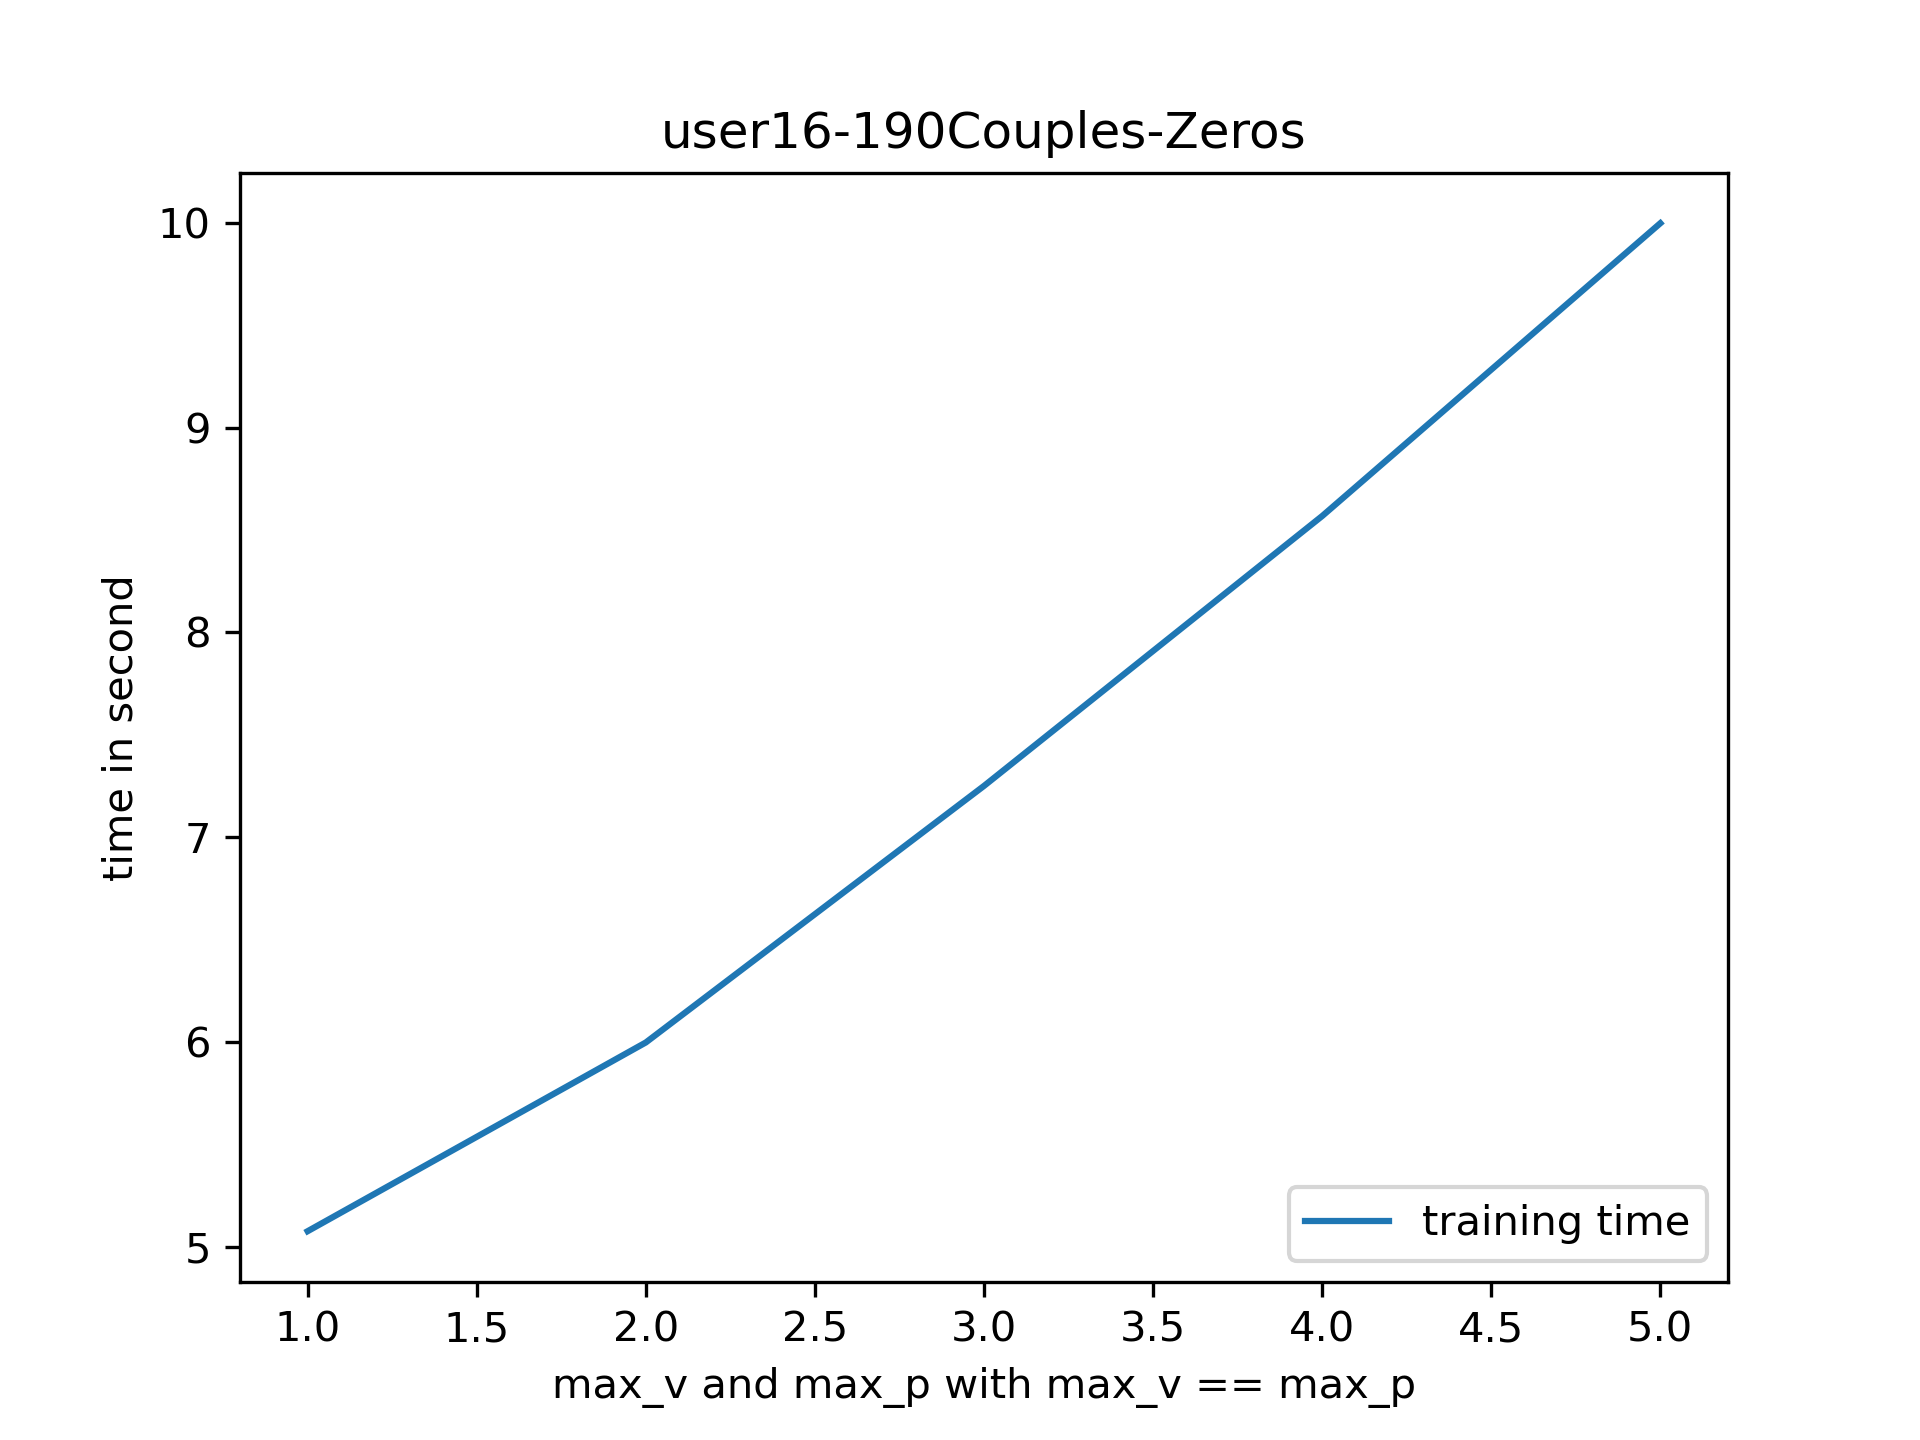 user16-190Couples-Zeros
10
9
8
7
6
5
time in second
training time
1.0 1.5 2.0 2.5 3.0 3.5 4.0 4.5 5.0
max_v and max_p with max_v == max_p